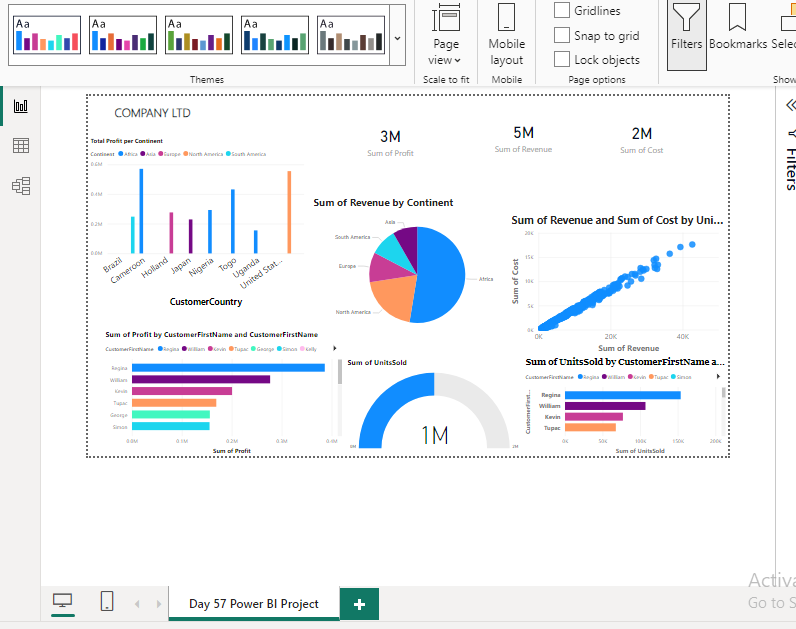 Aa Aa Aa Aa Aa
Themes
Page
view
Scale to fit
Mobile
layout
Mobile
Gridlines
Snap to grid
Lock objects
Page options
Filters
Bookmarks
Selec
Show
Filters
COMPANY LTD
3M
Sum of Profit
5M
Sum of Revenue
2M
Sum of Cost
Total Profit per Continent
Continent Africa Asia Europe North America South America
0.6M
0.4M
0.2M
0.0M
Brazil Cameroon Holland Japan Nigeria Togo Uganda United Stat...
CustomerCountry
Sum of Revenue by Continent
Asia
South America
Europe
North America
Africa
Sum of Revenue and Sum of Cost by Uni...
Sum of Cost
20K
15K
10K
5K
0K
0K 20K 40K
Sum of Revenue
Sum of Profit by CustomerFirstName and CustomerFirstName
CustomerFirstName Regina William Kevin Tupac George Simon Kelly
Regina
William
Kevin
Tupac
George
Simon
0.0M 0.1M 0.2M 0.3M 0.4M
Sum of Profit
Sum of UnitsSold
1M
0M 2M
Sum of UnitsSold by CustomerFirstName a...
CustomerFirstName Regina William Kevin Tupac Simon
CustomerFirst...
Regina
William
Kevin
Tupac
0K 50K 100K 150K 200K
Sum of UnitsSold
Activa
Go to S
Day 57 Power BI Project